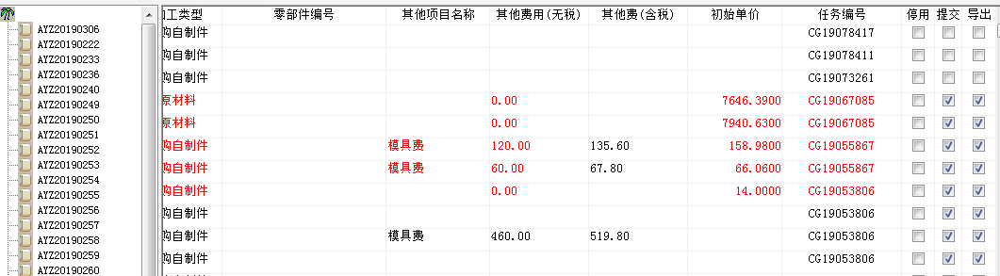 AYZ20190306
AYZ20190222
AYZ20190233
AYZ20190236
AYZ20190240
AYZ20190249
AYZ20190250
AYZ20190251
AYZ20190252
AYZ20190253
AYZ20190254
AYZ20190255
AYZ20190256
AYZ20190257
AYZ20190258
AYZ20190259
AYZ20190260
工类型 零部件编号 其他项目名称 其他费用(无税) 其他费(含税) 初始单价 任务编号 停用 提交 导出
购自制件 CG19078417
购自制件 CG19078411
购自制件 CG19073261
原材料 0.00 7646.3900 CG19067085
原材料 0.00 7940.6300 CG19067085
购自制件 模具费 120.00 135.60 158.9800 CG19055867
购自制件 模具费 60.00 67.80 66.0600 CG19055867
购自制件 0.00 14.0000 CG19053806
购自制件 CG19053806
购自制件 模具费 460.00 519.80 CG19053806
购自制件 CG19053806